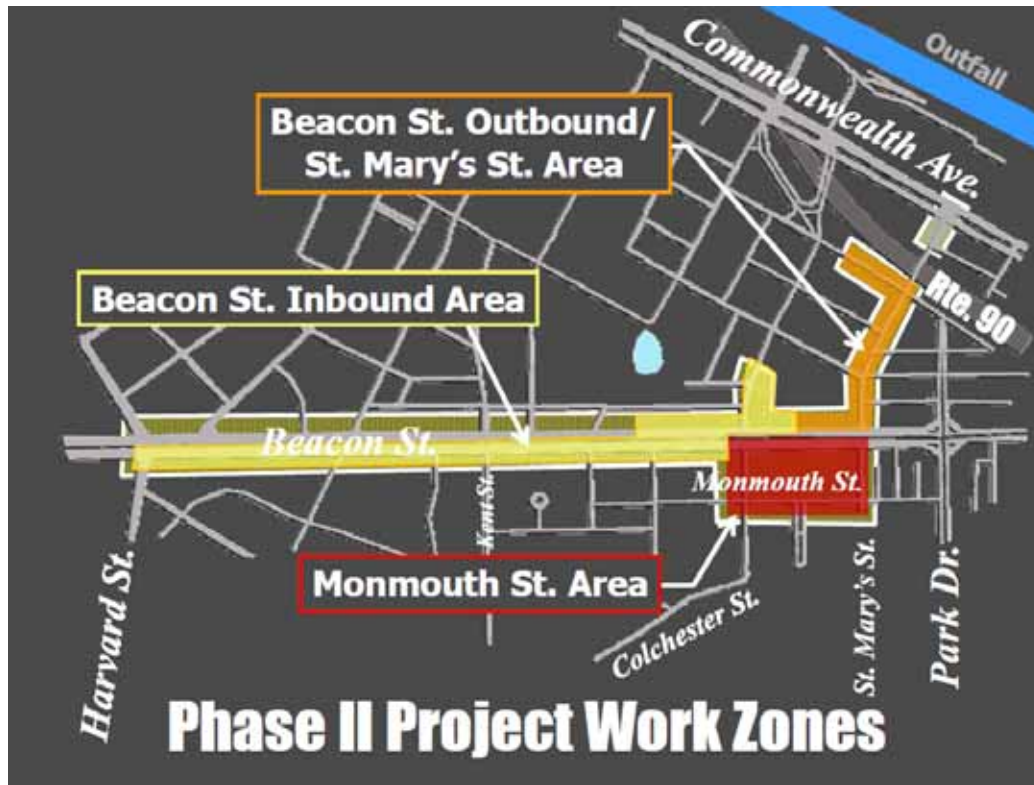 Outfall
Commonwealth Ave.
Beacon St. Outbound/
St. Mary's St. Area
Beacon St. Inbound Area
Rte. 90
Beacon St.
Monmouth St.
Kent St.
Monmouth St. Area
Harvard St.
Colchester St.
St. Mary's St.
Park Dr.
Phase II Project Work Zones